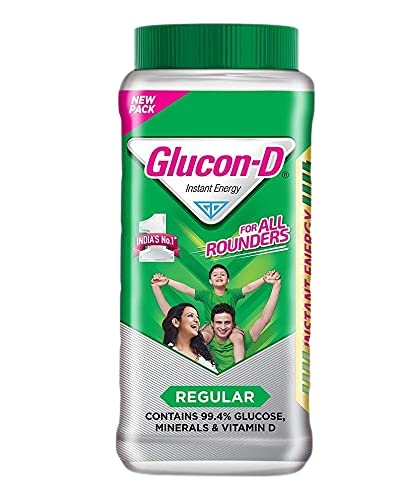 NEW
PACK
Glucon-D®
Instant Energy
1
INDIA'S No.1*
FOR ALL
ROUNDERS
INSTANT ENERGY
REGULAR
CONTAINS 99.4% GLUCOSE,
MINERALS & VITAMIN D